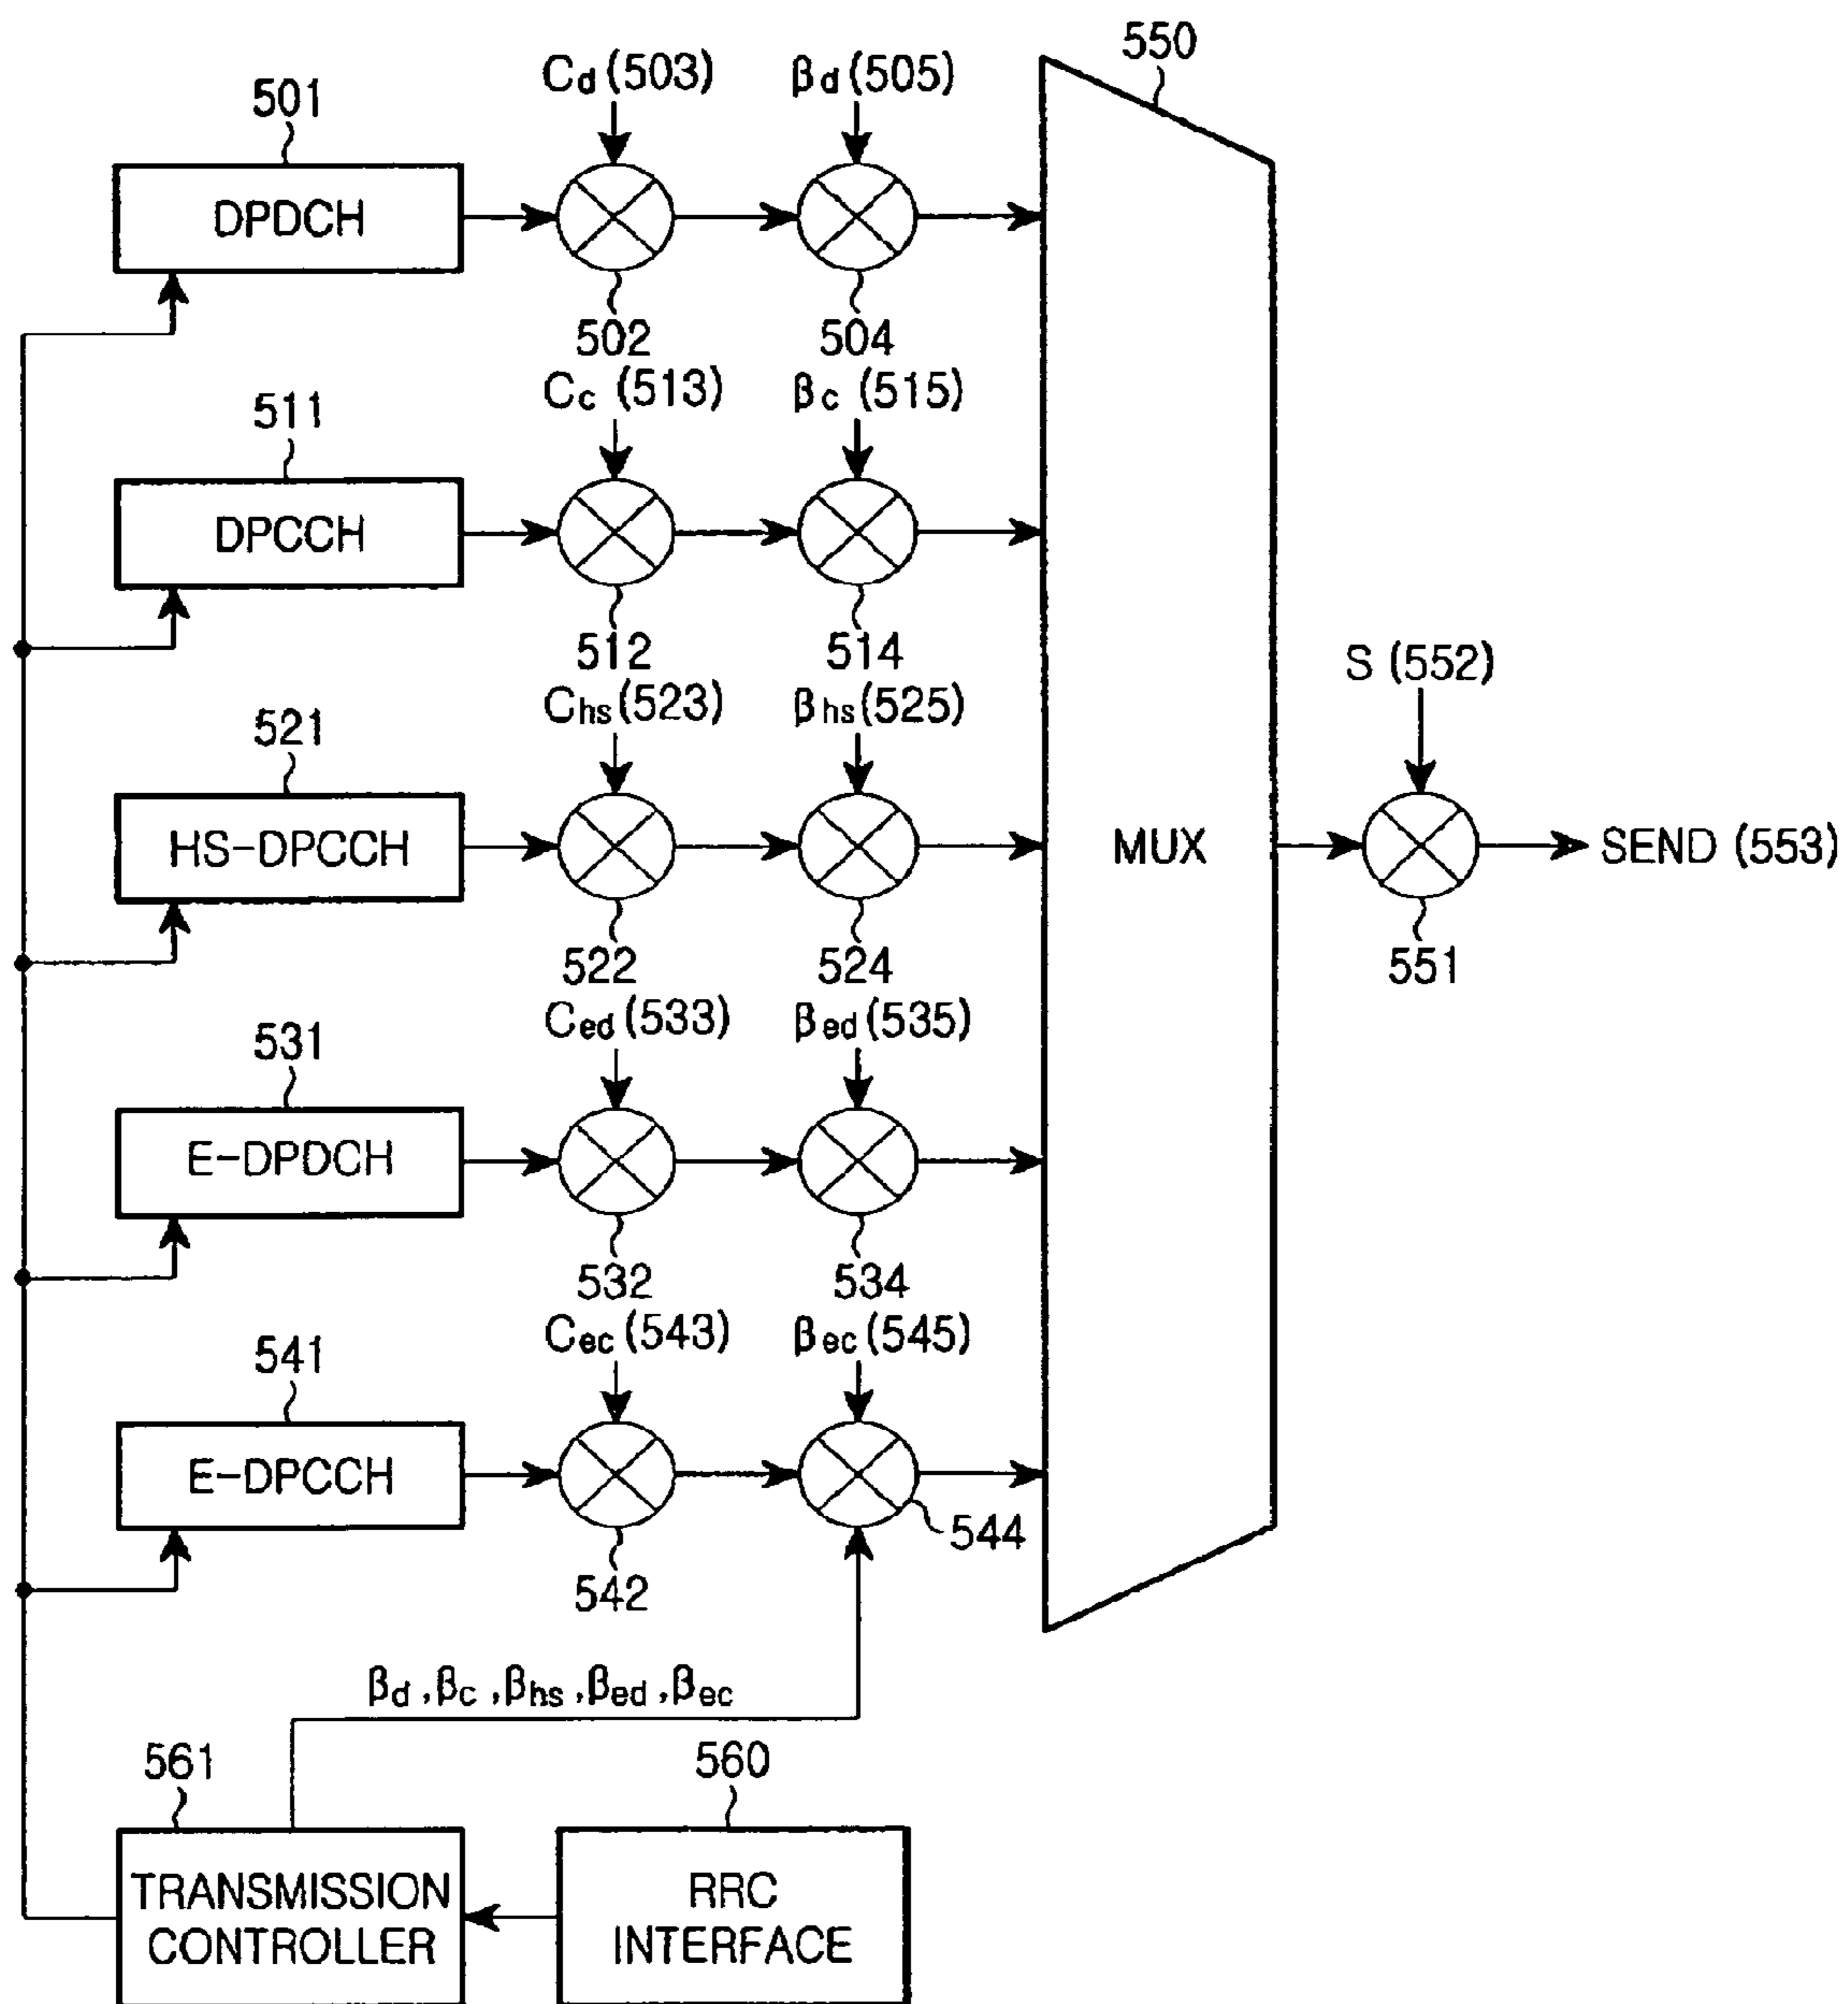 550
Cd (503) βd (505)
501
DPDCH
502 504
Cc (513) βc (515)
511
DPCCH
512 514
S (552)
Chs (523) βhs (525)
521
HS-DPCCH
MUX
SEND (553)
522 524
551
Ced (533) βed (535)
531
E-DPDCH
532 534
Cec (543) βec (545)
541
E-DPCCH
544
542
βd , βc , βhs , βed , βec
561 560
TRANSMISSION
CONTROLLER
RRC
INTERFACE